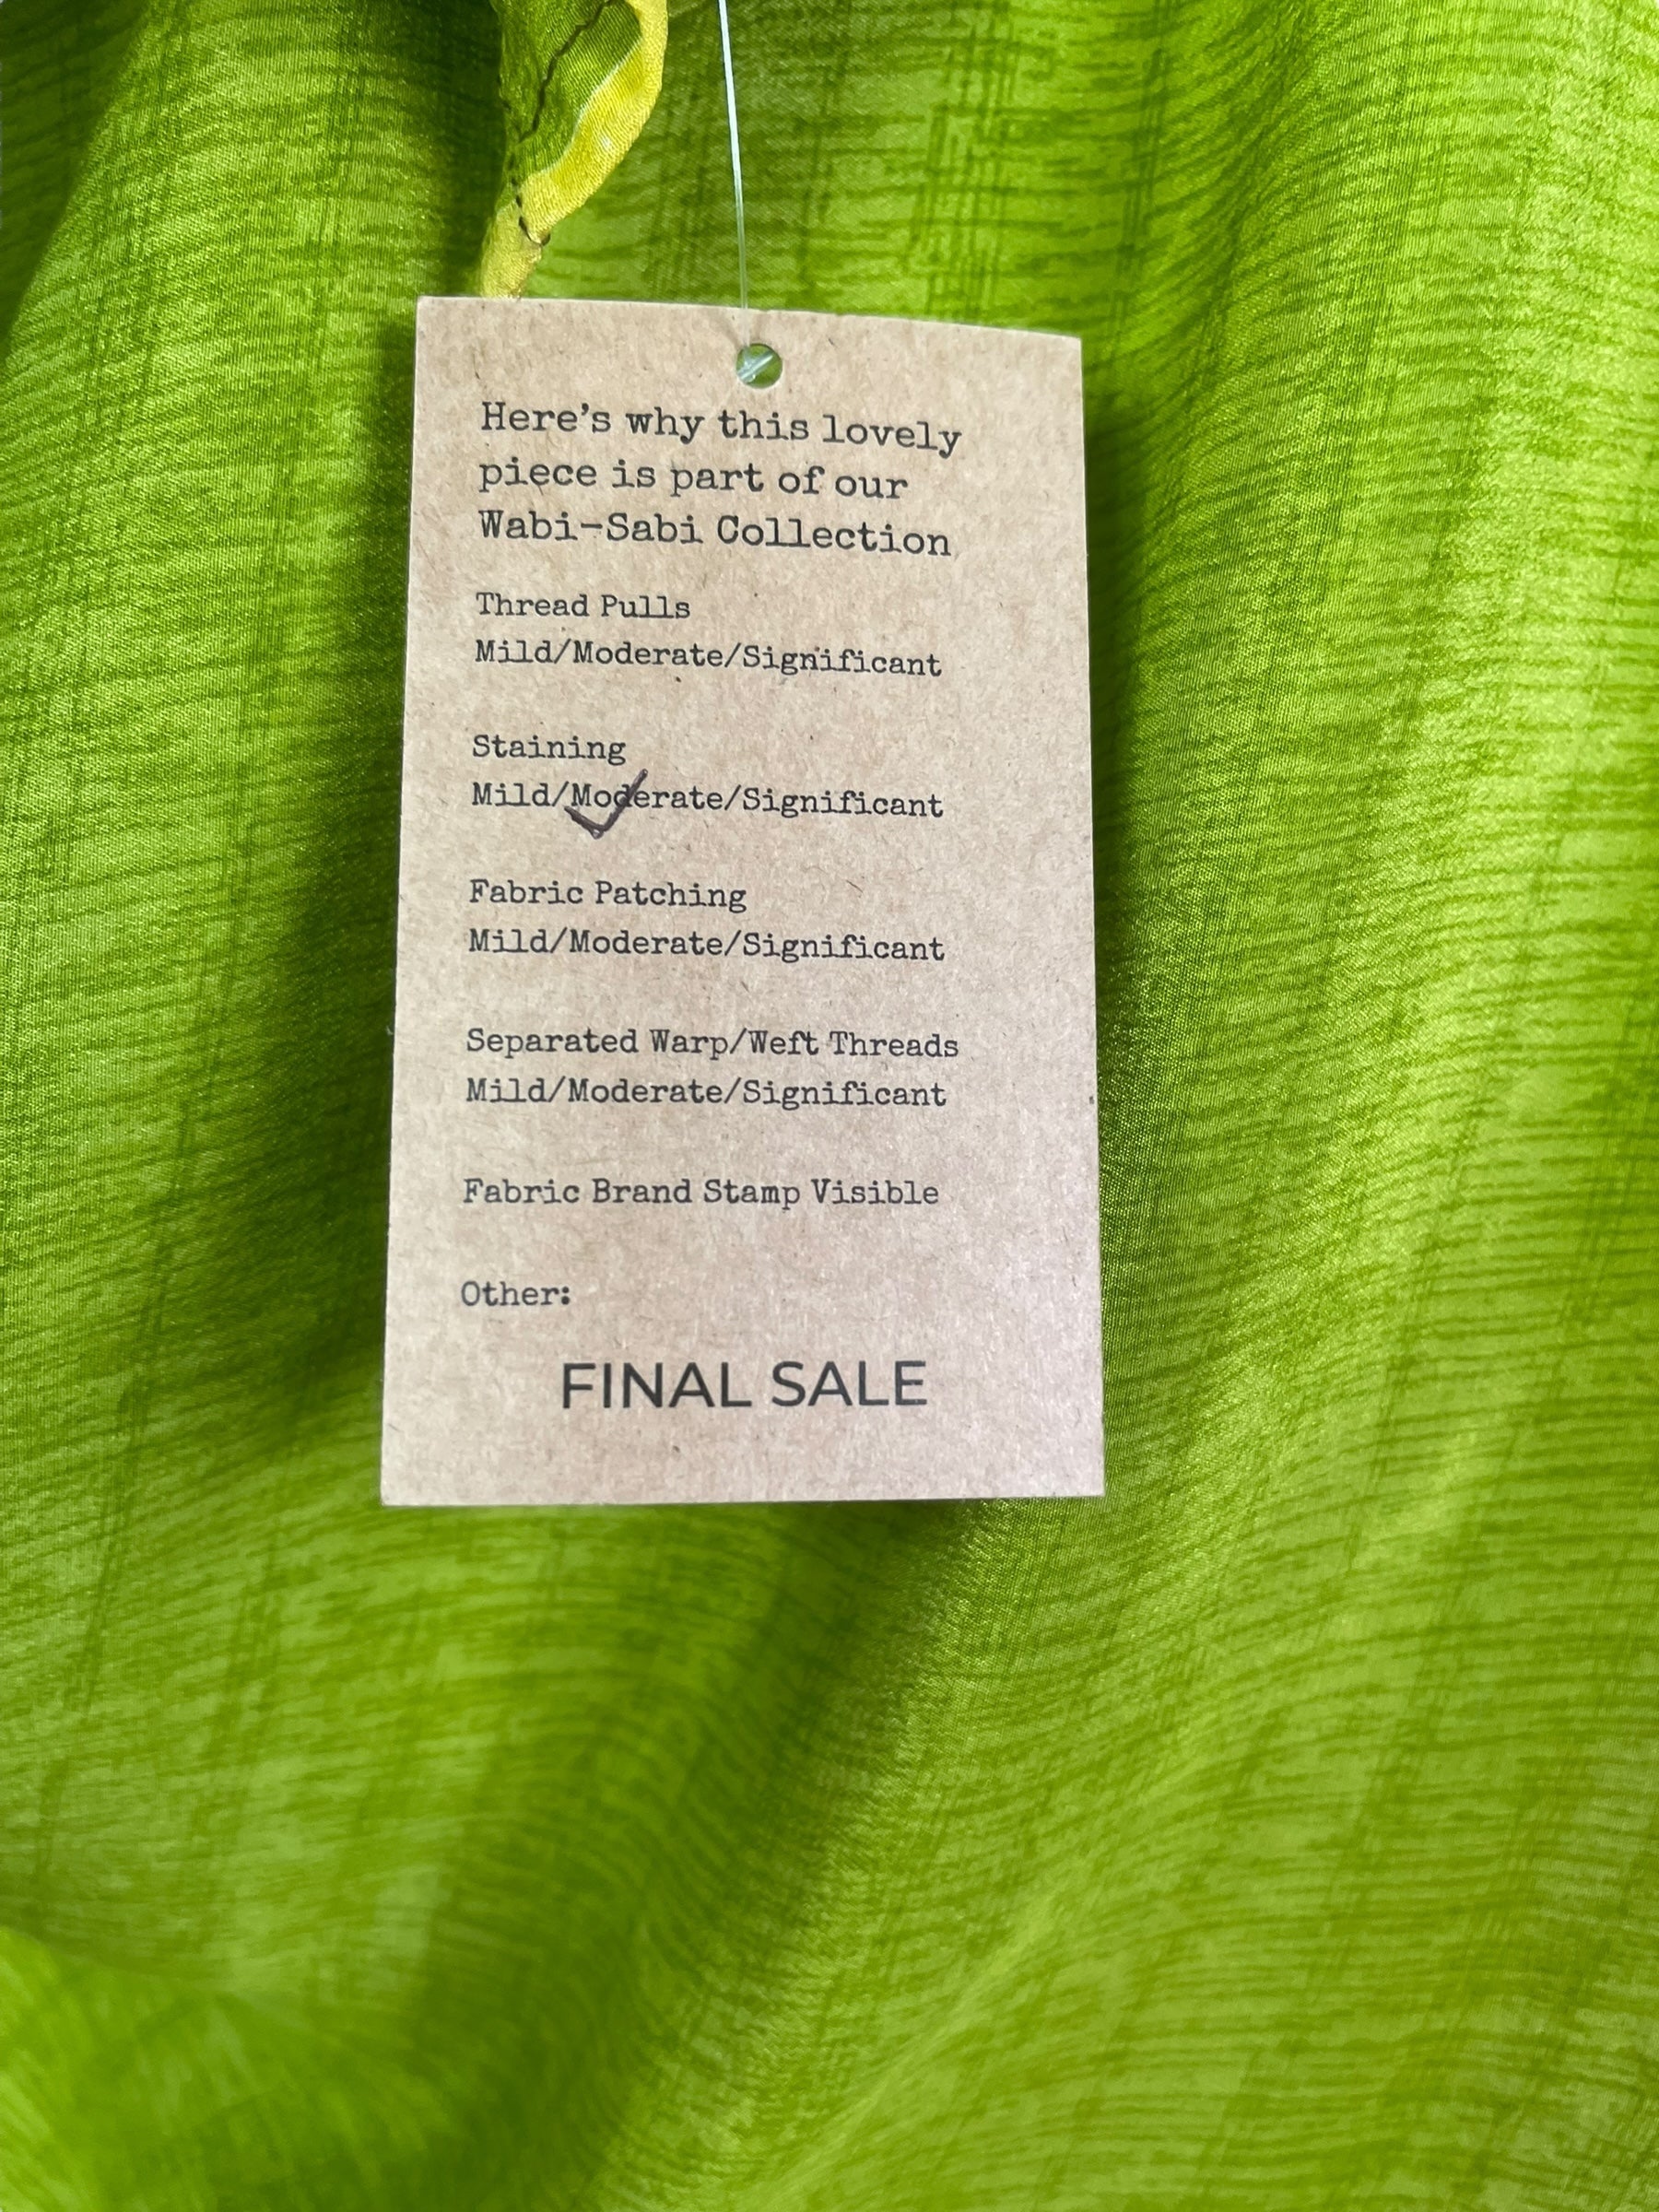 Here's why this lovely
piece is part of our
Wabi-Sabi Collection
Thread Pulls
Mild/Moderate/Significant
Staining
Mild/Moderate/Significant
Fabric Patching
Mild/Moderate/Significant
Separated Warp/Weft Threads
Mild/Moderate/Significant
Fabric Brand Stamp Visible
Other:
FINAL SALE